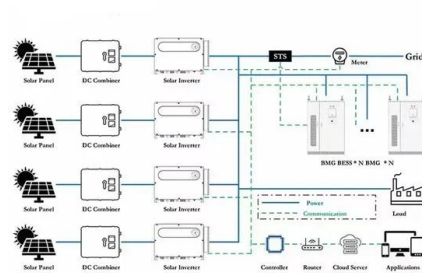 STS
Meter
Grid
Solar Panel DC Combiner Solar Inverter
Solar Panel DC Combiner Solar Inverter
BMG BESS * N BMG * N
Solar Panel DC Combiner Solar Inverter
Power
Communication
Load
Solar Panel DC Combiner Solar Inverter
Controller Router Cloud Server Applications